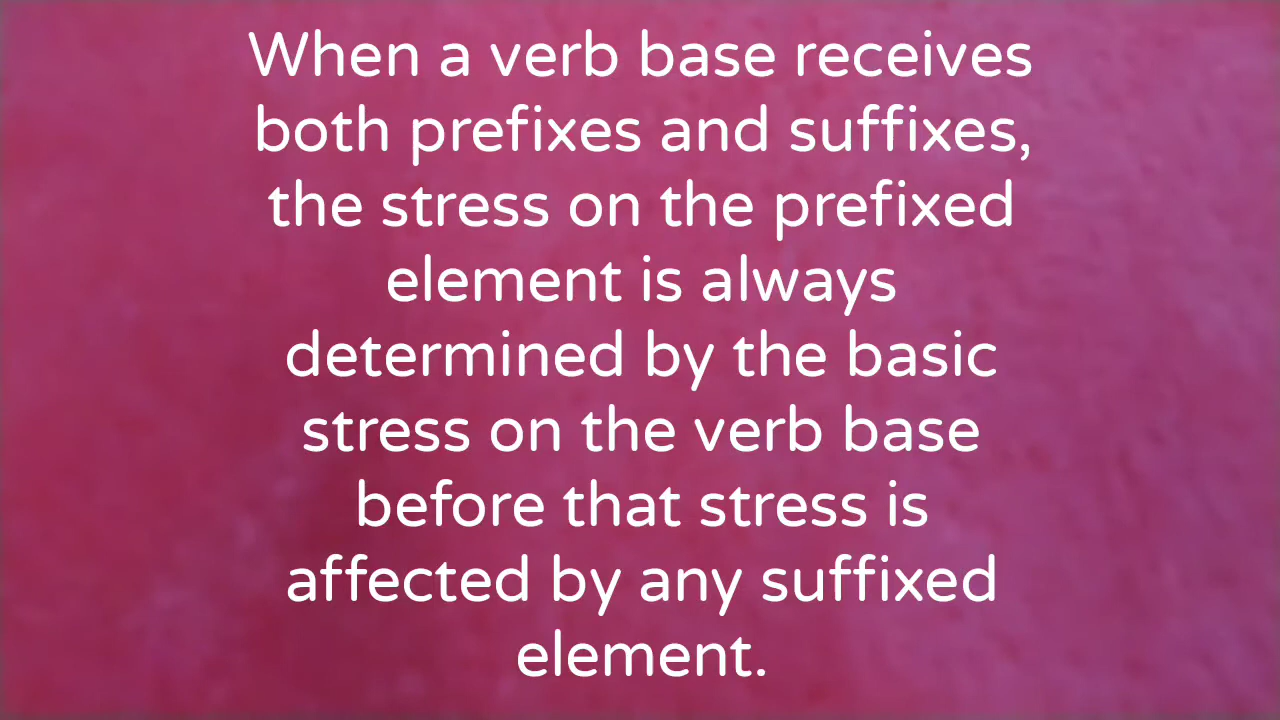 When a verb base receives
both prefixes and suffixes,
the stress on the prefixed
element is always
determined by the basic
stress on the verb base
before that stress is
affected by any suffixed
element.